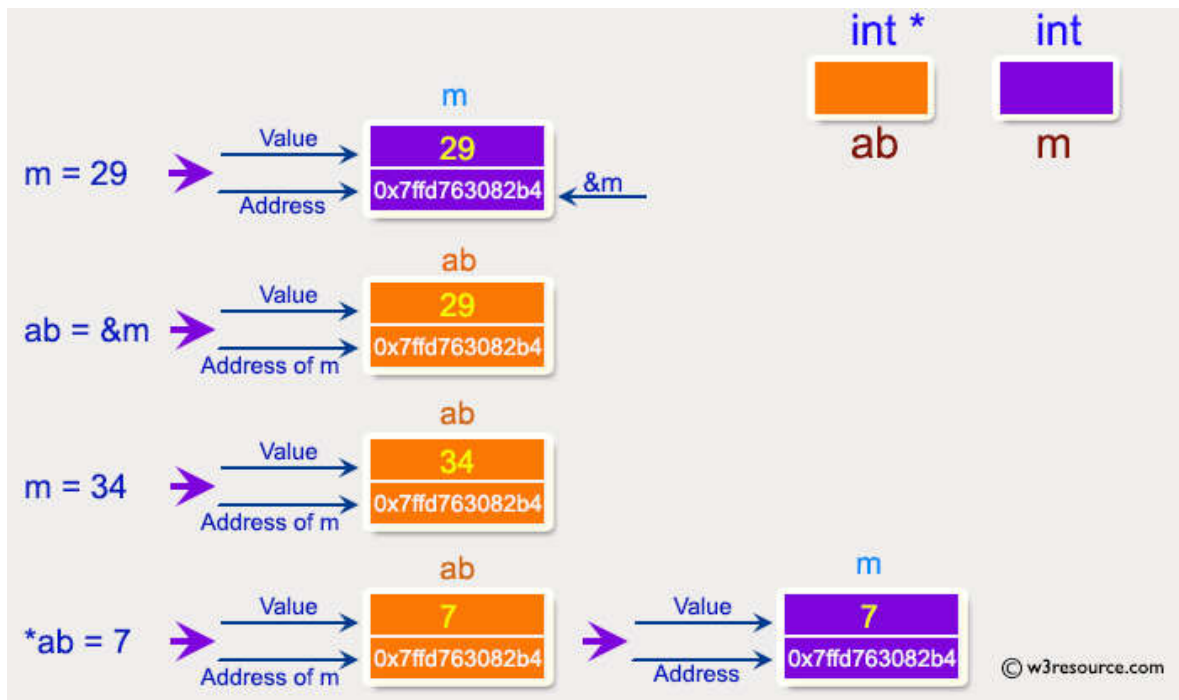 int * int
ab m
m
m = 29 Value 29
Address 0x7ffd763082b4 &m
ab
ab = &m Value 29
Address of m 0x7ffd763082b4
ab
m = 34 Value 34
Address of m 0x7ffd763082b4
ab m
*ab = 7 Value 7 Value 7
Address of m 0x7ffd763082b4 Address 0x7ffd763082b4
© w3resource.com